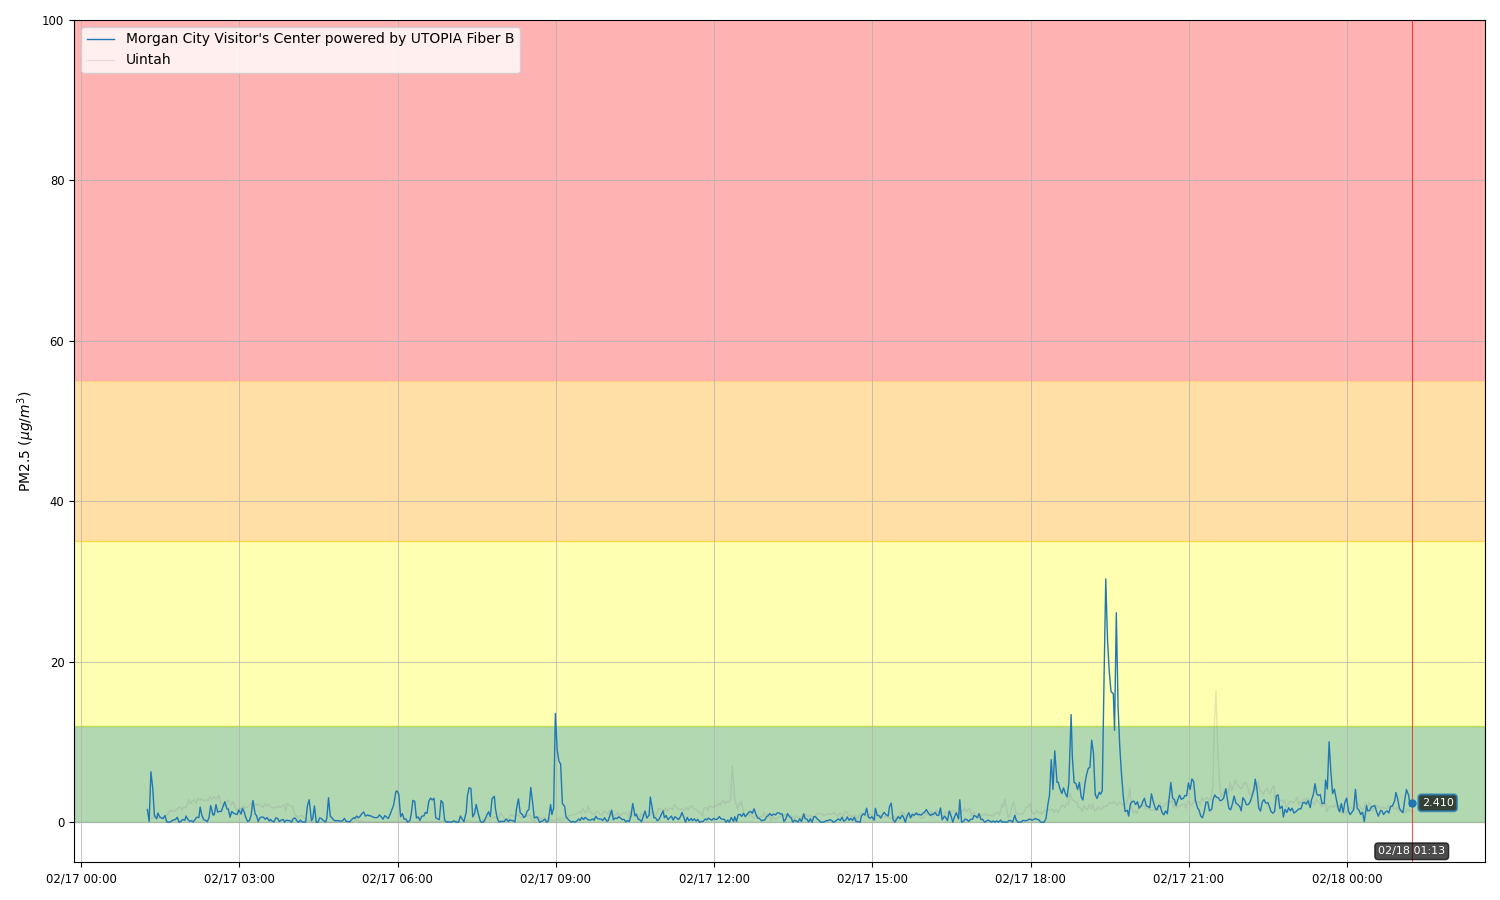 100
Morgan City Visitor's Center powered by UTOPIA Fiber B
Uintah
80
60
PM2.5 (μg/m³)
40
20
2.410
0
02/18 01:13
02/17 00:00 02/17 03:00 02/17 06:00 02/17 09:00 02/17 12:00 02/17 15:00 02/17 18:00 02/17 21:00 02/18 00:00